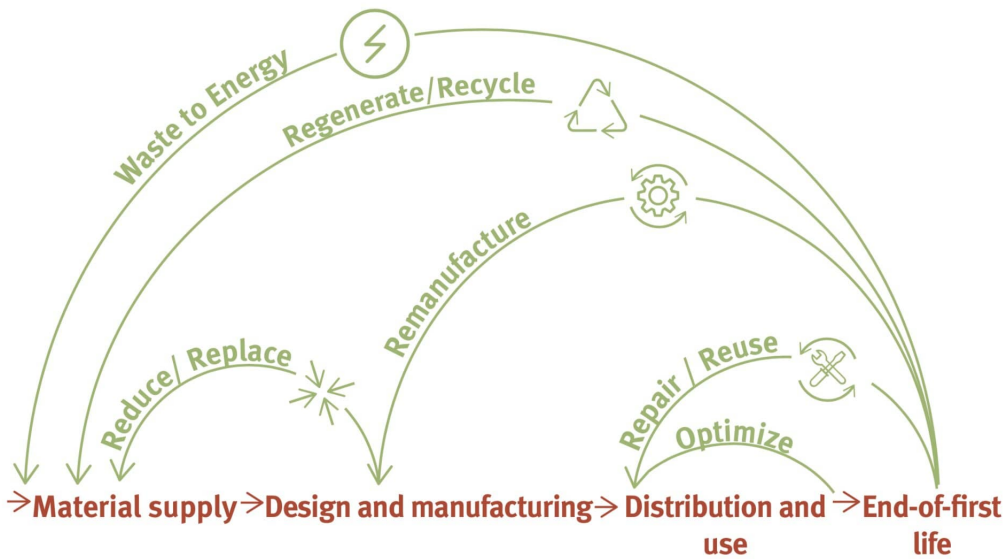 Waste to Energy
Regenerate/Recycle
Remanufacture
Reduce/ Replace
Repair / Reuse
Optimize
Material supply
Design and manufacturing
Distribution and
use
End-of-first
life